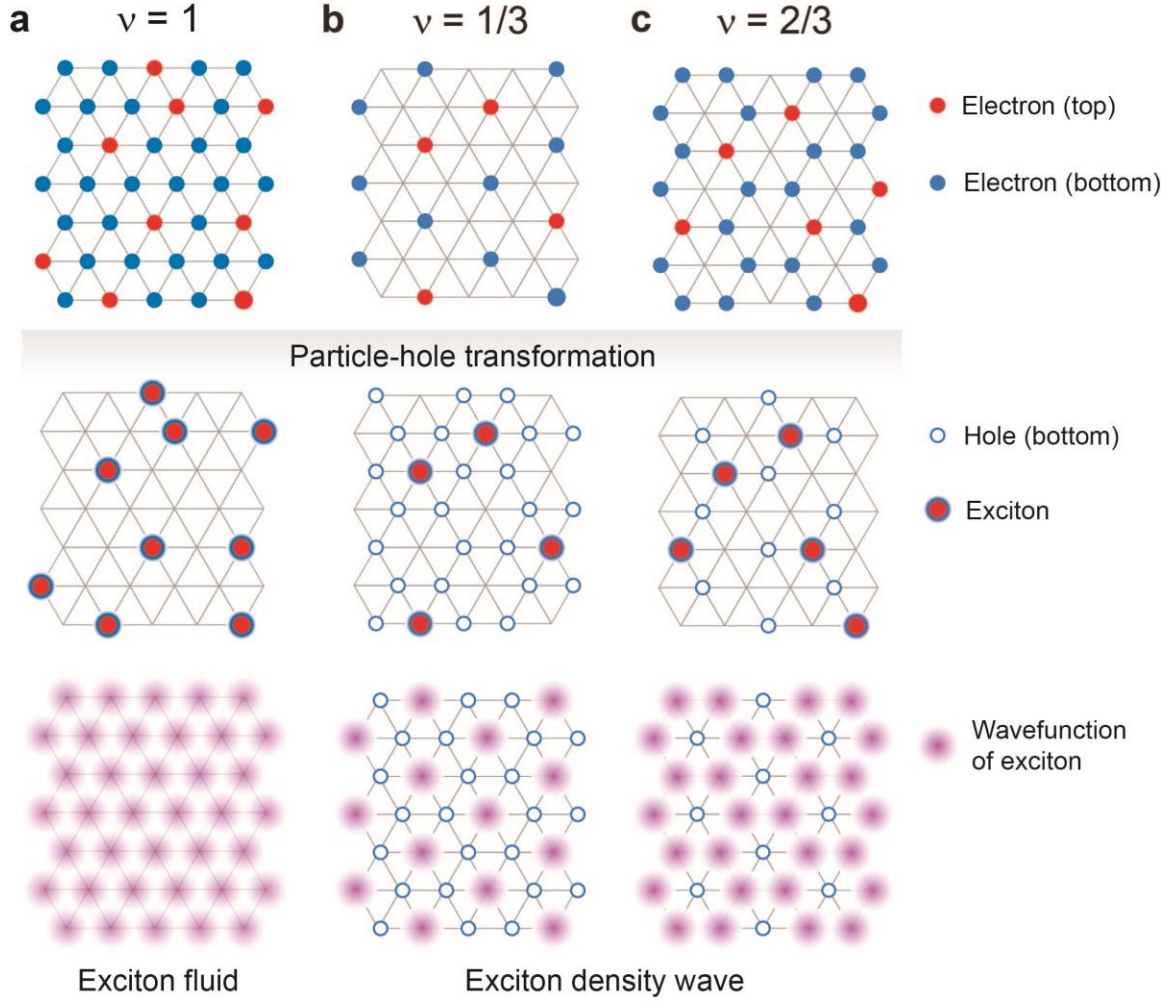 a ν = 1
b ν = 1/3
c ν = 2/3
Electron (top)
Electron (bottom)
Particle-hole transformation
Hole (bottom)
Exciton
Wavefunction
of exciton
Exciton fluid
Exciton density wave